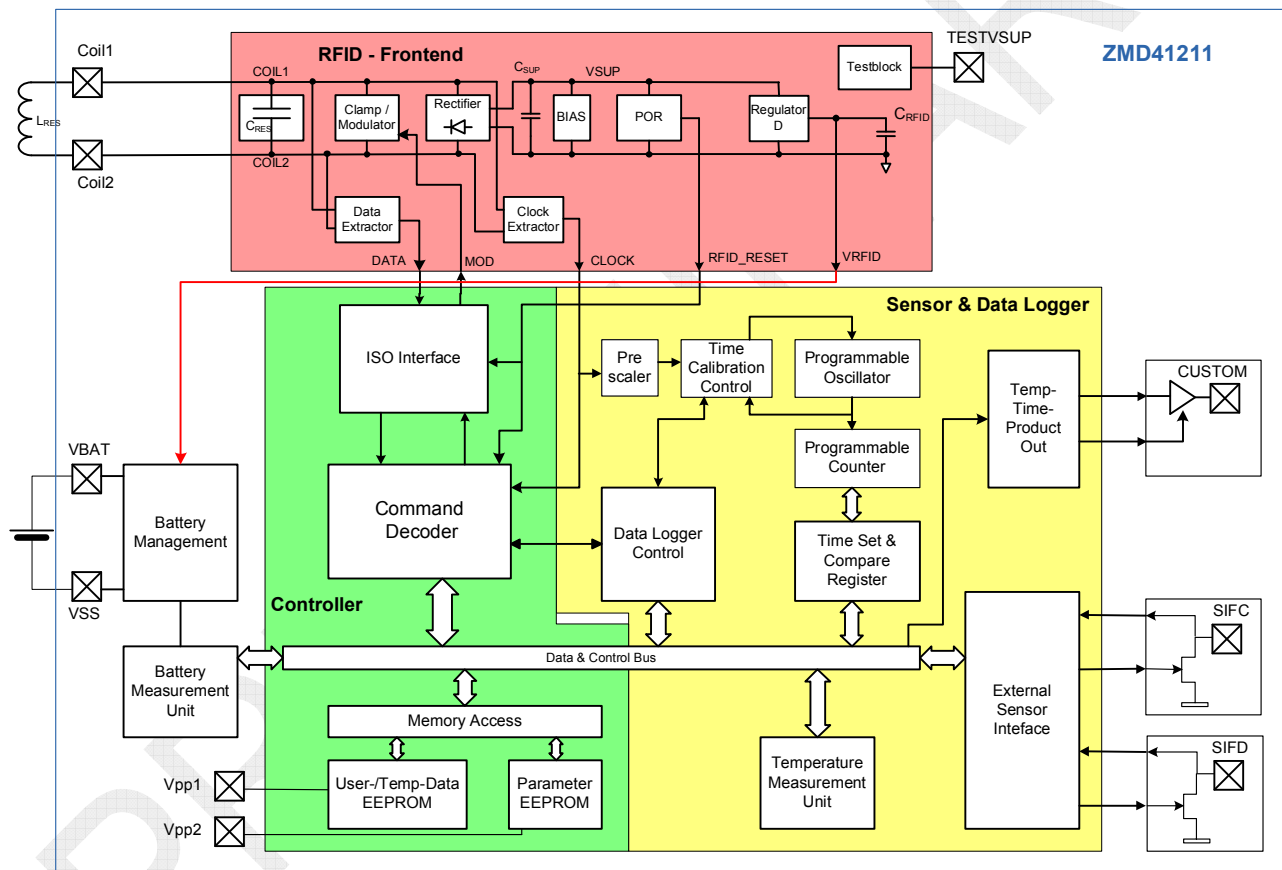 Coil1
RFID - Frontend
TESTVSUP
ZMD41211
COIL1
CSUP
VSUP
Testblock
LRES
CRES
Clamp /
Modulator
Rectifier
BIAS
POR
Regulator
D
CRFID
COIL2
Coil2
Data
Extractor
Clock
Extractor
DATA
MOD
CLOCK
RFID_RESET
VRFID
Sensor & Data Logger
ISO Interface
Pre
scaler
Time
Calibration
Control
Programmable
Oscillator
Temp-
Time-
Product
Out
CUSTOM
VBAT
Programmable
Counter
Battery
Management
Command
Decoder
Data Logger
Control
Time Set &
Compare
Register
VSS
Controller
SIFC
Battery
Measurement
Unit
Data & Control Bus
External
Sensor
Inteface
Memory Access
SIFD
Vpp1
User-/Temp-Data
EEPROM
Parameter
EEPROM
Temperature
Measurement
Unit
Vpp2